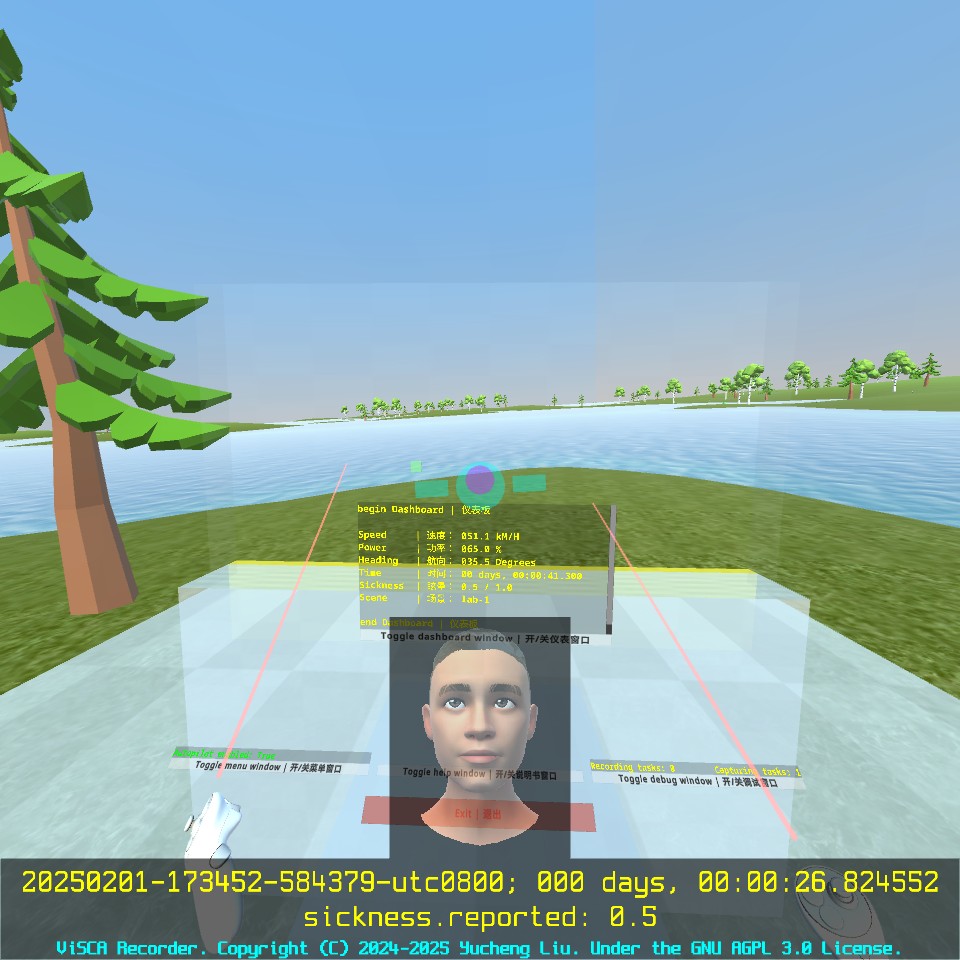 begin Dashboard | 仪表板
Speed | 速度: 051.1 kM/H
Power | 功率: 065.0 %
Heading | 航向: 035.5 Degrees
Time | 时间: 00 days, 00:00:41.300
Sickness | 眩晕: 0.5 / 1.0
Scene | 场景: lab-1
end Dashboard | 仪表板
Toggle dashboard window | 开/关仪表窗口
Autopilot enabled: True
Toggle menu window | 开/关菜单窗口
Toggle help window | 开/关说明书窗口
Recording tasks: 0 Capturing tasks: 1
Toggle debug window | 开/关调试窗口
Exit | 退出
20250201-173452-584379-utc0800; 000 days, 00:00:26.824552
sickness.reported: 0.5
ViSCA Recorder. Copyright (C) 2024-2025 Yucheng Liu. Under the GNU AGPL 3.0 License.